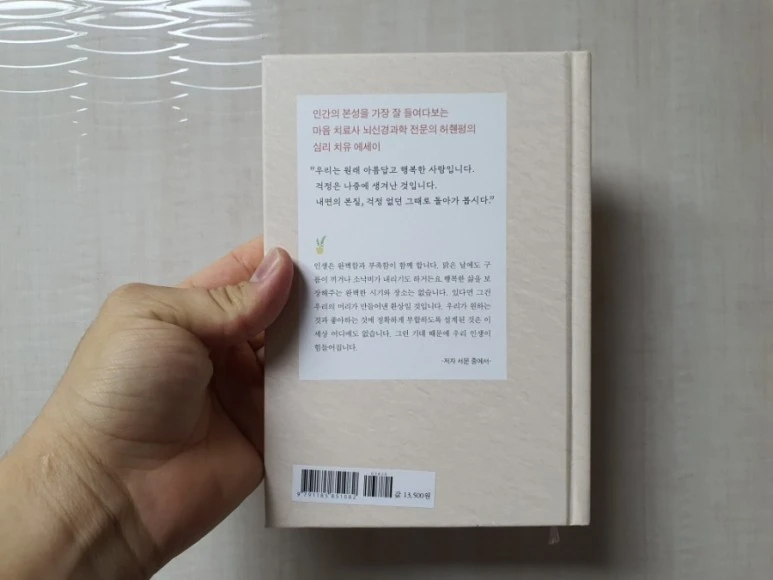 인간의 본성을 가장 잘 들여다보는
마음 치료사 뇌신경과학 전문의 허휀평의
심리 치유 에세이
“우리는 원래 아름답고 행복한 사람입니다.
걱정은 나중에 생겨난 것입니다.
내면의 본질, 걱정 없던 그때로 돌아가 봅시다.”
인생은 완벽함과 부족함이 함께 합니다. 맑은 날에도 구
름이 끼거나 소낙비가 내리기도 하거든요. 행복한 삶을 보
장해주는 완벽한 시기와 장소는 없습니다. 있다면 그건
우리의 머리가 만들어낸 환상일 것입니다. 우리가 원하는
것과 좋아하는 것에 정확하게 부합하도록 설계된 것은 이
세상 어디에도 없습니다. 그런 기대 때문에 우리 인생이
힘들어집니다.
-저자 서문 중에서-
값 13,500원